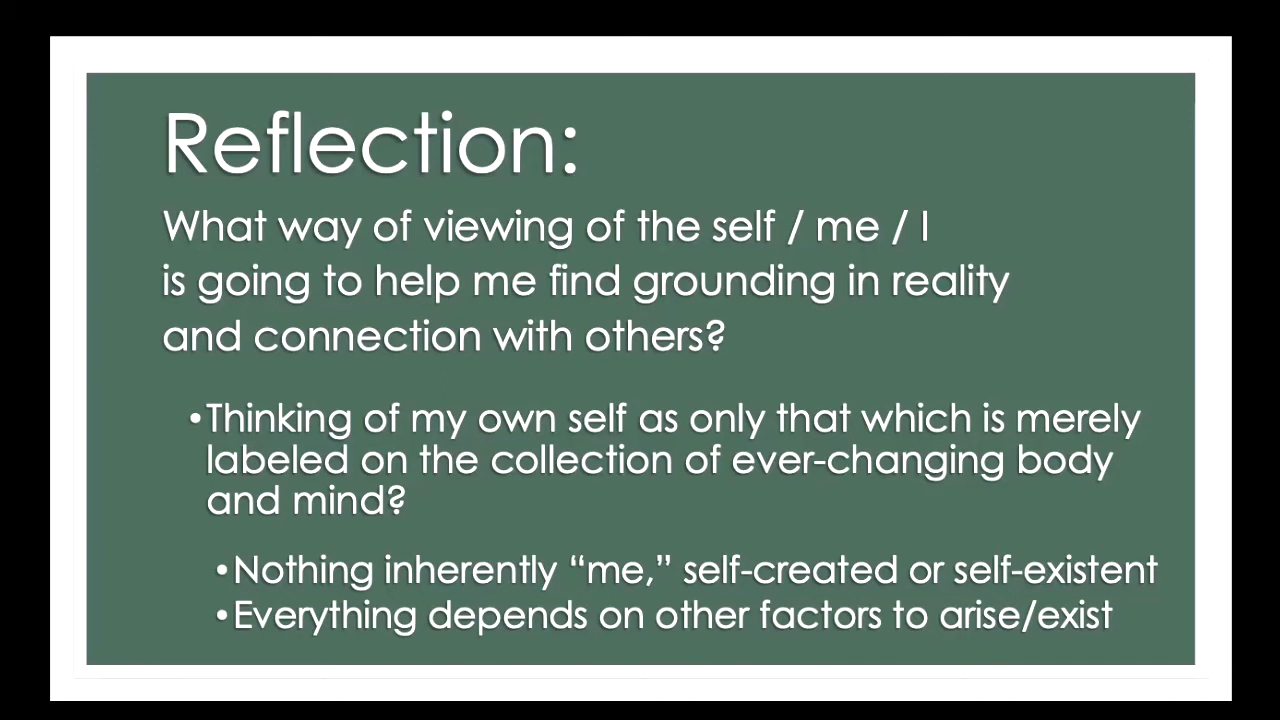 Reflection:
What way of viewing of the self / me / I
is going to help me find grounding in reality
and connection with others?
•Thinking of my own self as only that which is merely
labeled on the collection of ever-changing body
and mind?
•Nothing inherently “me,” self-created or self-existent
•Everything depends on other factors to arise/exist